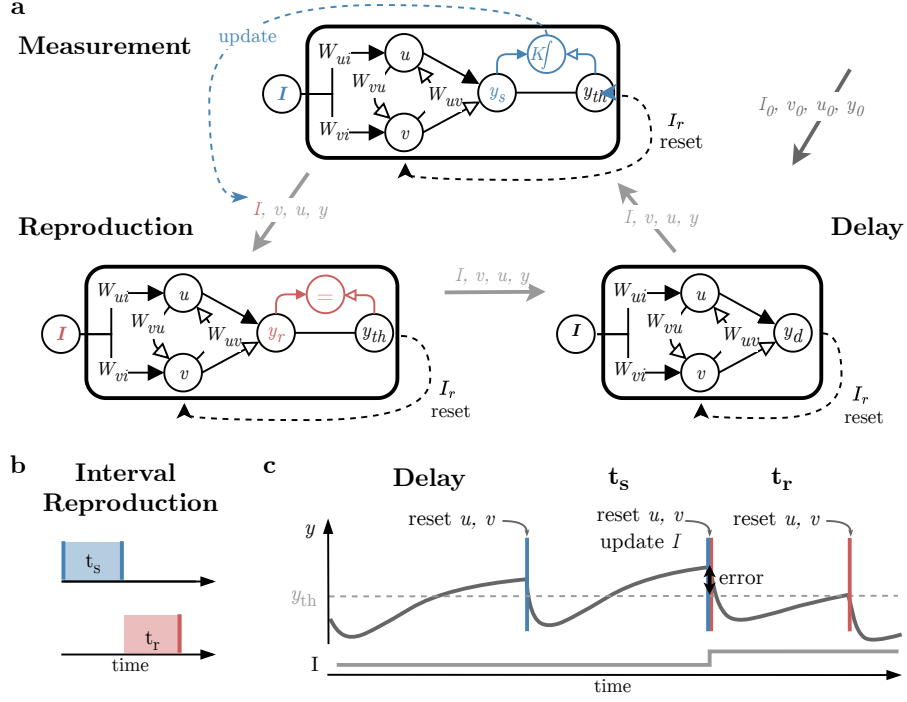 a
Measurement
update
I
W_ui
W_vi
W_vu
W_uv
u
v
y_s
K∫
y_th
I_r
reset
I_0, v_0, u_0, y_0
Reproduction
I, v, u, y
I, v, u, y
Delay
I
W_ui
W_vi
W_vu
W_uv
u
v
y_r
=
y_th
I_r
reset
I, v, u, y
I
W_ui
W_vi
W_vu
W_uv
u
v
y_d
I_r
reset
b
Interval
Reproduction
t_s
t_r
time
c
Delay
t_s
t_r
reset u, v
reset u, v
update I
reset u, v
y
y_th
error
I
time